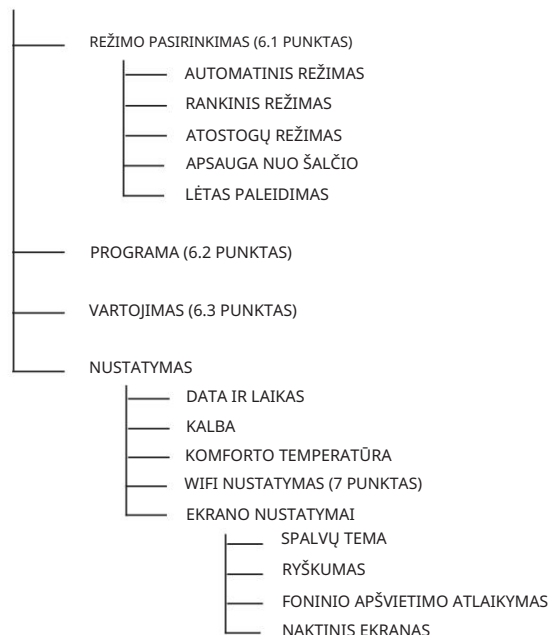 REŽIMO PASIRINKIMAS (6.1 PUNKTAS)
AUTOMATINIS REŽIMAS
RANKINIS REŽIMAS
ATOSTOGŲ REŽIMAS
APSAUGA NUO ŠALČIO
LĖTAS PALEIDIMAS
PROGRAMA (6.2 PUNKTAS)
VARTOJIMAS (6.3 PUNKTAS)
NUSTATYMAS
DATA IR LAIKAS
KALBA
KOMFORTO TEMPERATŪRA
WIFI NUSTATYMAS (7 PUNKTAS)
EKRANO NUSTATYMAI
SPALVŲ TEMA
RYŠKUMAS
FONINIO APŠVIETIMO ATLAIKYMAS
NAKTINIS EKRANAS